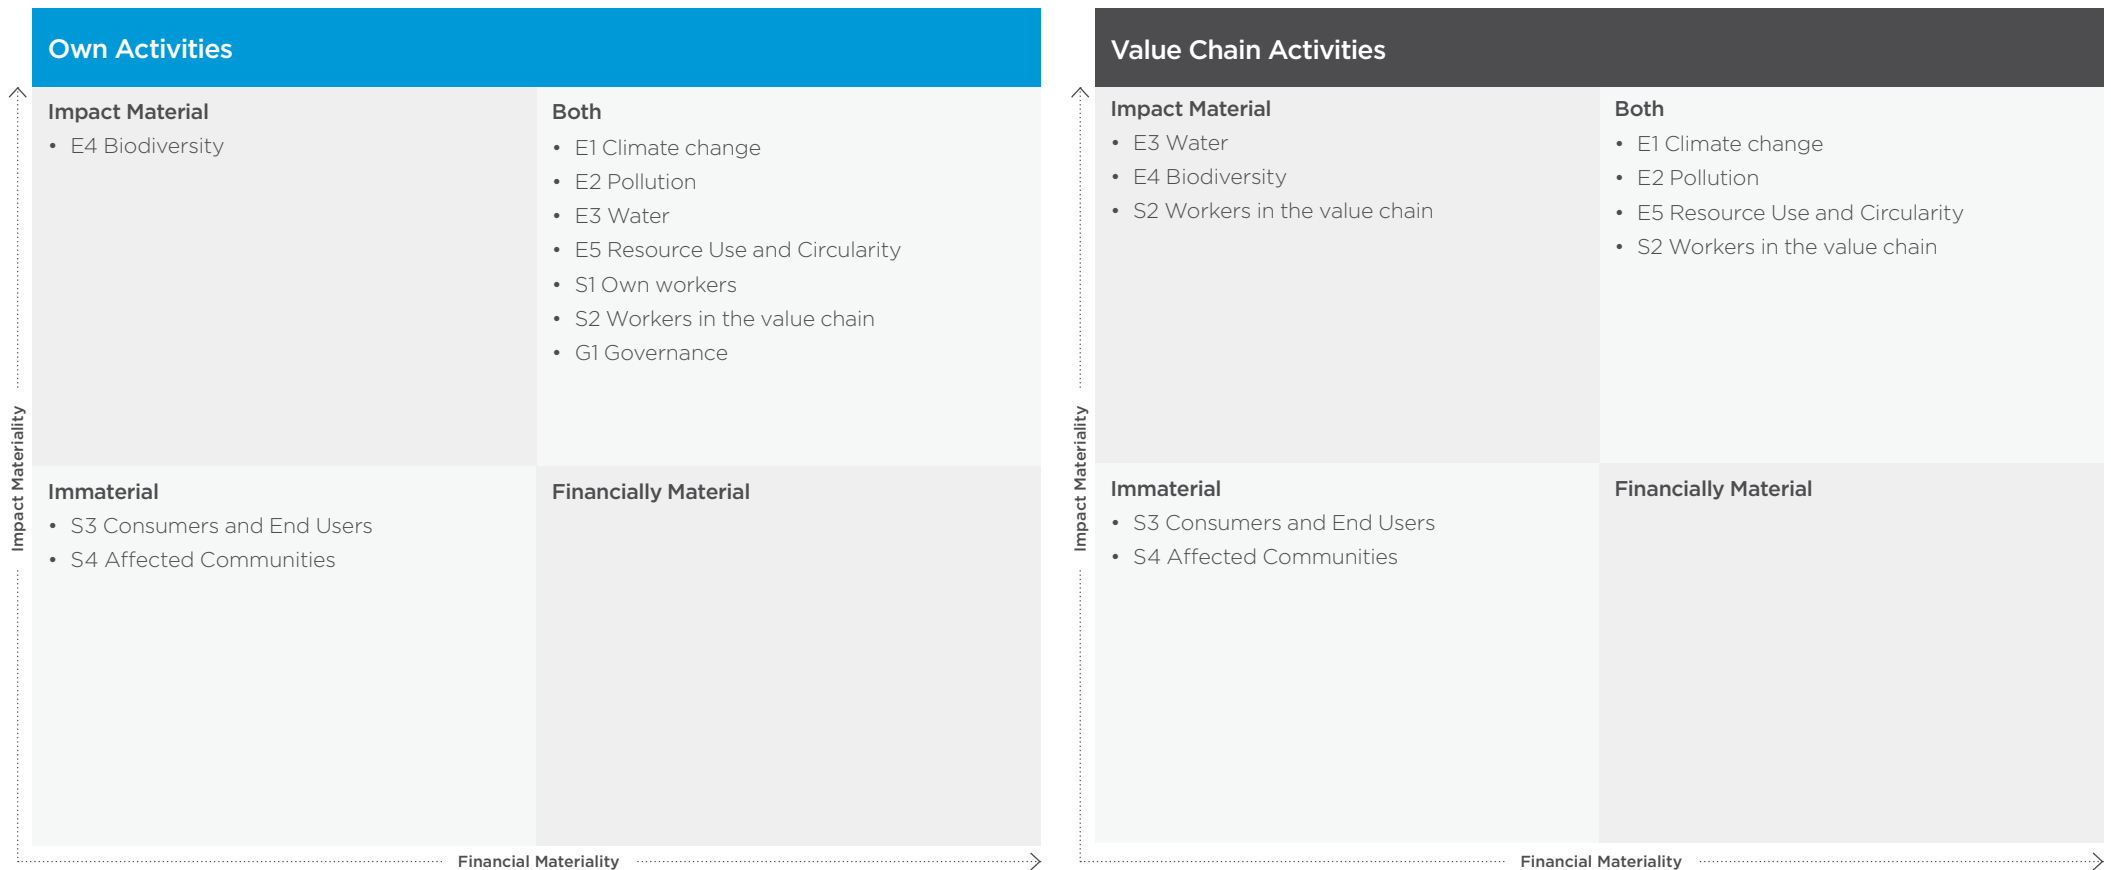 Own Activities
Impact Material
• E4 Biodiversity
Both
• E1 Climate change
• E2 Pollution
• E3 Water
• E5 Resource Use and Circularity
• S1 Own workers
• S2 Workers in the value chain
• G1 Governance
Immaterial
• S3 Consumers and End Users
• S4 Affected Communities
Financially Material
Impact Materiality
Financial Materiality
Value Chain Activities
Impact Material
• E3 Water
• E4 Biodiversity
• S2 Workers in the value chain
Both
• E1 Climate change
• E2 Pollution
• E5 Resource Use and Circularity
• S2 Workers in the value chain
Immaterial
• S3 Consumers and End Users
• S4 Affected Communities
Financially Material
Impact Materiality
Financial Materiality